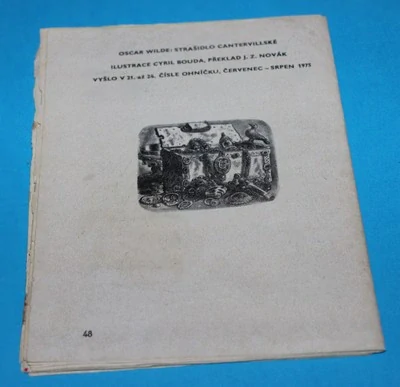 OSCAR WILDE: STRAŠIDLO CANTERVILLSKÉ
ILUSTRACE CYRIL BOUDA, PŘEKLAD J. Z. NOVÁK
VYŠLO V 21. až 26. ČÍSLE OHNÍČKU, ČERVENEC – SRPEN 1975
48